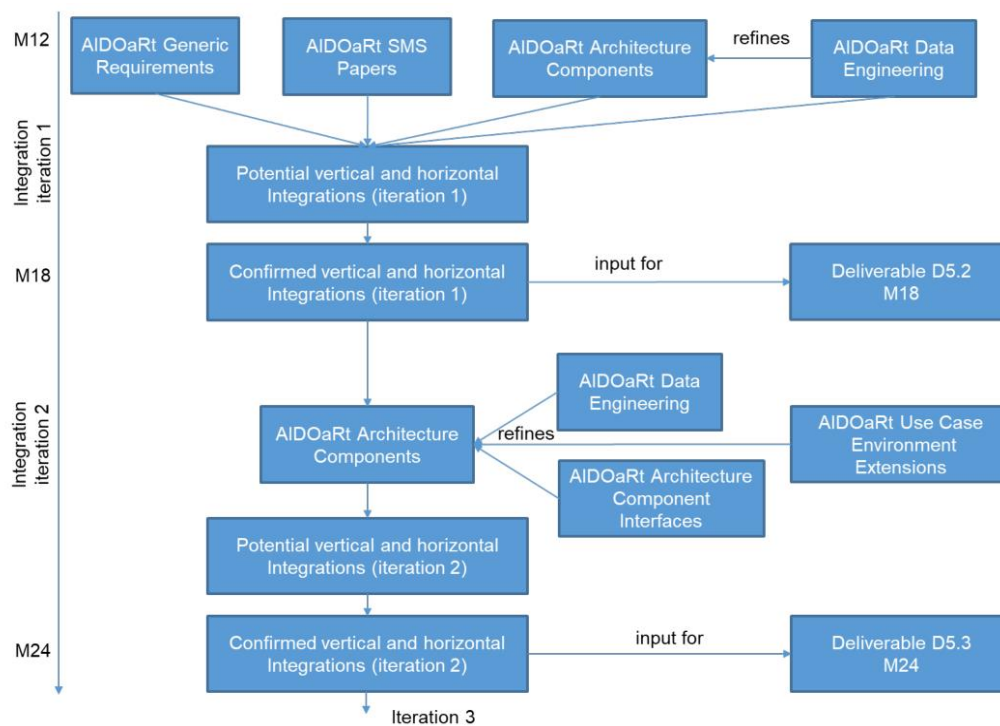 M12
AIDOaRt Generic
Requirements
AIDOaRt SMS
Papers
AIDOaRt Architecture
Components
refines
AIDOaRt Data
Engineering
Integration
iteration 1
Potential vertical and horizontal
Integrations (iteration 1)
M18
Confirmed vertical and horizontal
Integrations (iteration 1)
input for
Deliverable D5.2
M18
Integration
iteration 2
AIDOaRt Data
Engineering
AIDOaRt Architecture
Components
refines
AIDOaRt Use Case
Environment
Extensions
AIDOaRt Architecture
Component
Interfaces
Potential vertical and horizontal
Integrations (iteration 2)
M24
Confirmed vertical and horizontal
Integrations (iteration 2)
input for
Deliverable D5.3
M24
Iteration 3